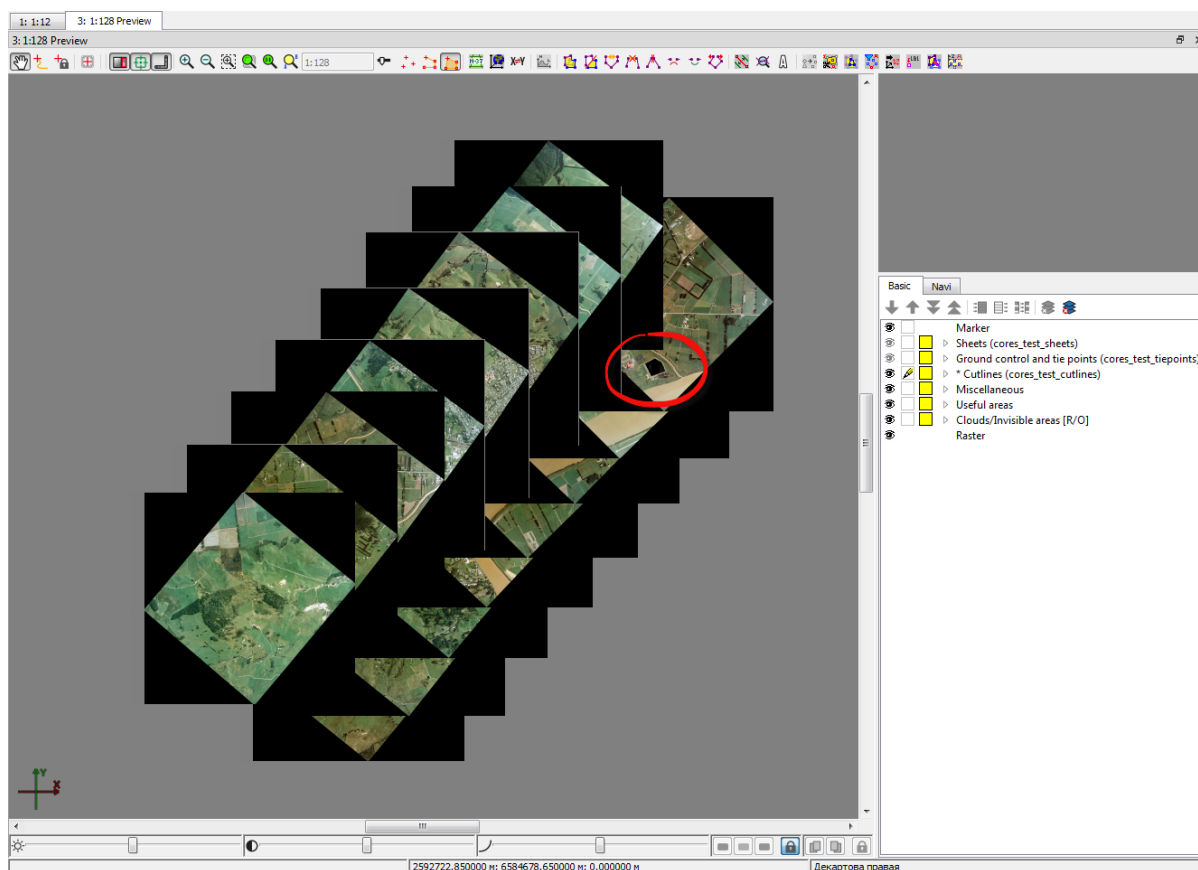 1: 1:12
3: 1:128 Preview
3: 1:128 Preview
1:128
Basic
Navi
Marker
Sheets (cores_test_sheets)
Ground control and tie points (cores_test_tiepoints)
* Cutlines (cores_test_cutlines)
Miscellaneous
Useful areas
Clouds/Invisible areas [R/O]
Raster
Y
X
2592722.850000 м; 6584678.650000 м; 0.000000 м
Декартова правая